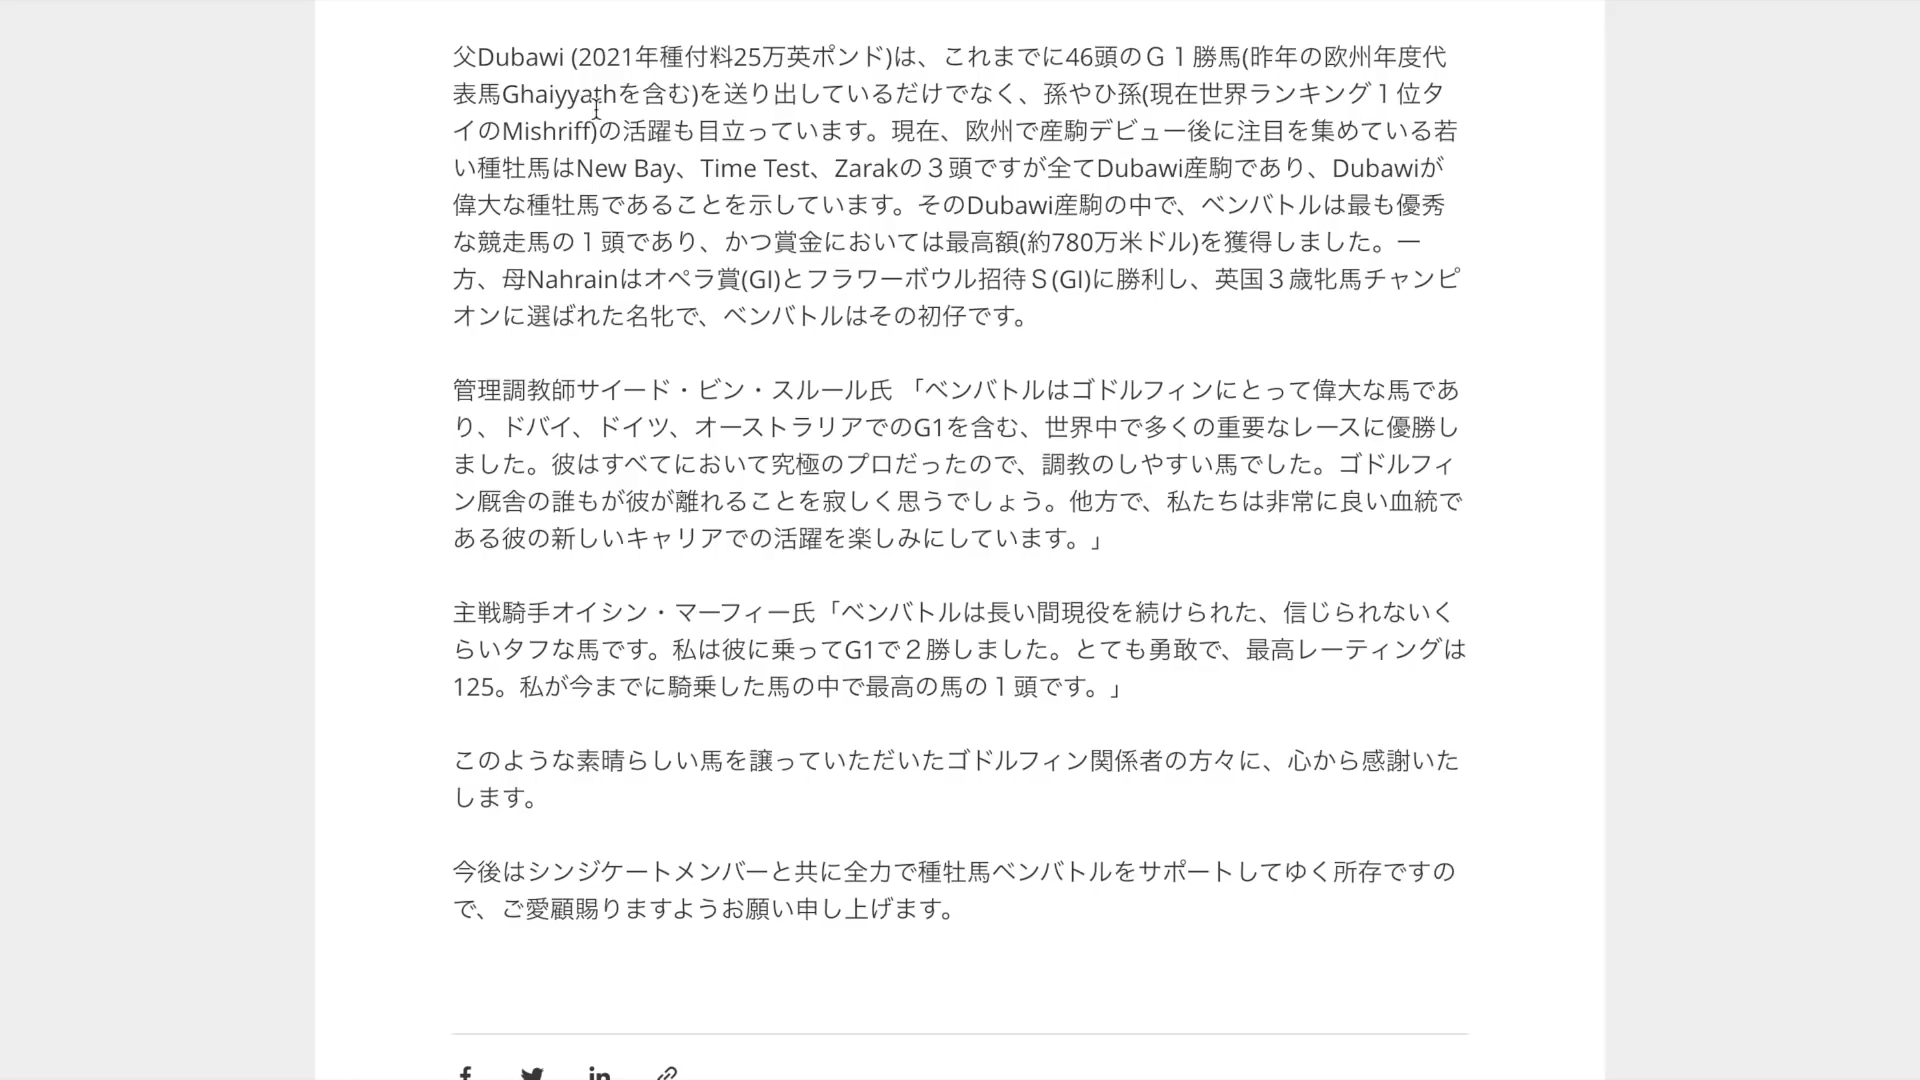 父Dubawi (2021年種付料25万英ポンド)は、これまでに46頭のＧ１勝馬(昨年の欧州年度代
表馬Ghaiyyathを含む)を送り出しているだけでなく、孫やひ孫(現在世界ランキング１位タ
イのMishriff)の活躍も目立っています。現在、欧州で産駒デビュー後に注目を集めている若
い種牡馬はNew Bay、Time Test、Zarakの３頭ですが全てDubawi産駒であり、Dubawiが
偉大な種牡馬であることを示しています。そのDubawi産駒の中で、ベンバトルは最も優秀
な競走馬の１頭であり、かつ賞金においては最高額(約780万米ドル)を獲得しました。一
方、母Nahrainはオペラ賞(GI)とフラワーボウル招待Ｓ(GI)に勝利し、英国３歳牝馬チャンピ
オンに選ばれた名牝で、ベンバトルはその初仔です。
管理調教師サイード・ビン・スルール氏 「ベンバトルはゴドルフィンにとって偉大な馬であ
り、ドバイ、ドイツ、オーストラリアでのG1を含む、世界中で多くの重要なレースに優勝し
ました。彼はすべてにおいて究極のプロだったので、調教のしやすい馬でした。ゴドルフィ
ン厩舎の誰もが彼が離れることを寂しく思うでしょう。他方で、私たちは非常に良い血統で
ある彼の新しいキャリアでの活躍を楽しみにしています。」
主戦騎手オイシン・マーフィー氏「ベンバトルは長い間現役を続けられた、信じられないく
らいタフな馬です。私は彼に乗ってG1で２勝しました。とても勇敢で、最高レーティングは
125。私が今までに騎乗した馬の中で最高の馬の１頭です。」
このような素晴らしい馬を譲っていただいたゴドルフィン関係者の方々に、心から感謝いた
します。
今後はシンジケートメンバーと共に全力で種牡馬ベンバトルをサポートしてゆく所存ですの
で、ご愛顧賜りますようお願い申し上げます。